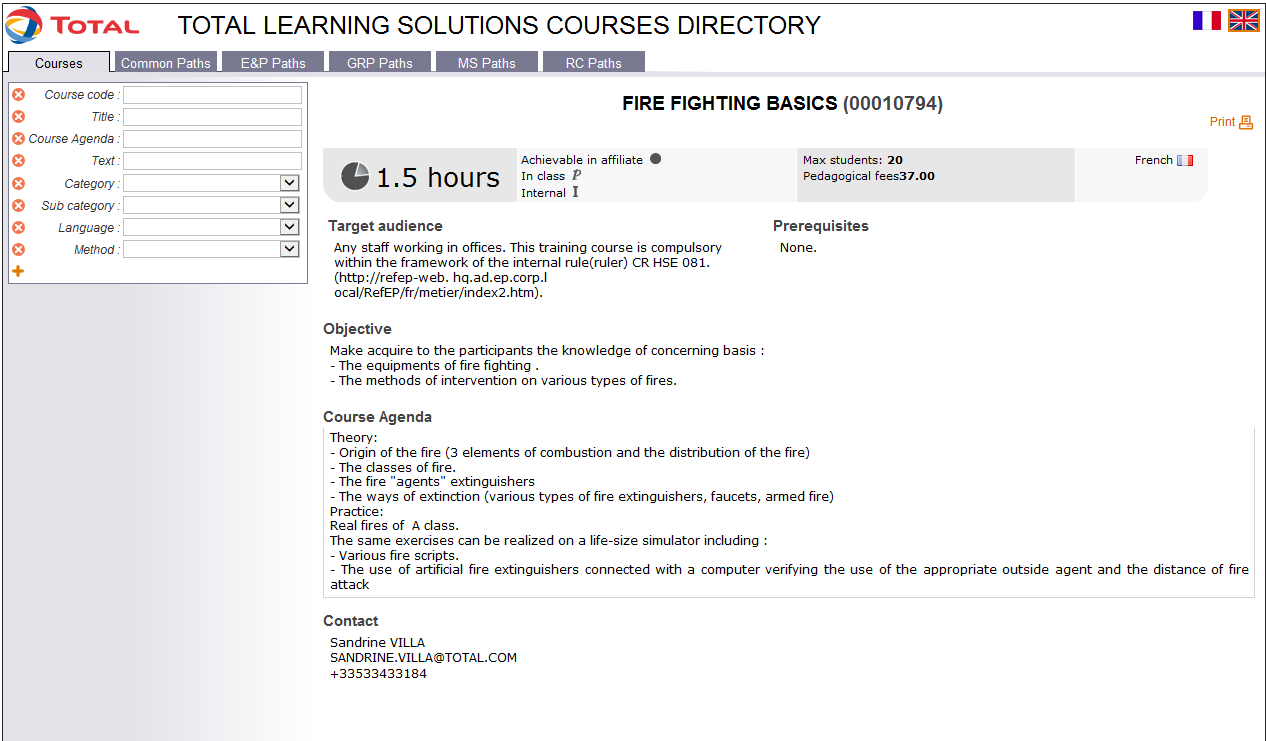 TOTAL
TOTAL LEARNING SOLUTIONS COURSES DIRECTORY
Courses
Common Paths
E&P Paths
GRP Paths
MS Paths
RC Paths
Course code :
Title :
Course Agenda :
Text :
Category :
Sub category :
Language :
Method :
FIRE FIGHTING BASICS (00010794)
Print
1.5 hours
Achievable in affiliate
In class P
Internal I
Max students: 20
Pedagogical fees37.00
French
Target audience
Any staff working in offices. This training course is compulsory
within the framework of the internal rule(ruler) CR HSE 081.
(http://refep-web. hq.ad.ep.corp.l
ocal/RefEP/fr/metier/index2.htm).
Prerequisites
None.
Objective
Make acquire to the participants the knowledge of concerning basis :
- The equipments of fire fighting .
- The methods of intervention on various types of fires.
Course Agenda
Theory:
- Origin of the fire (3 elements of combustion and the distribution of the fire)
- The classes of fire.
- The fire "agents" extinguishers
- The ways of extinction (various types of fire extinguishers, faucets, armed fire)
Practice:
Real fires of  A class.
The same exercises can be realized on a life-size simulator including :
- Various fire scripts.
- The use of artificial fire extinguishers connected with a computer verifying the use of the appropriate outside agent and the distance of fire
attack
Contact
Sandrine VILLA
SANDRINE.VILLA@TOTAL.COM
+33533433184